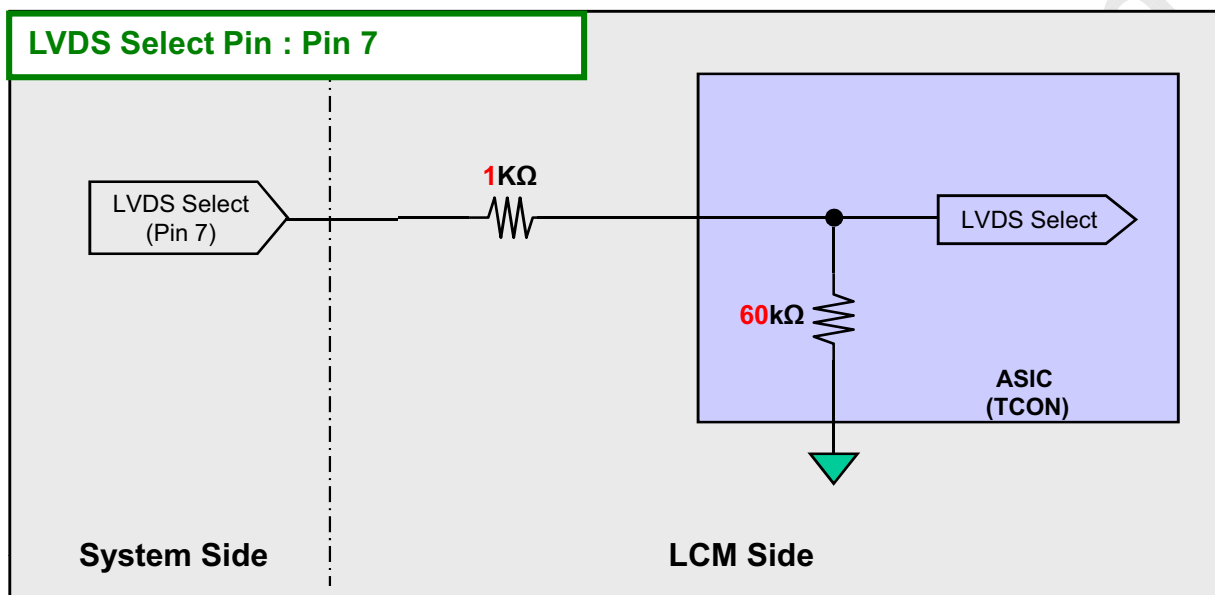 LVDS Select Pin : Pin 7
1KΩ
LVDS Select
(Pin 7)
LVDS Select
60kΩ
ASIC
(TCON)
System Side
LCM Side